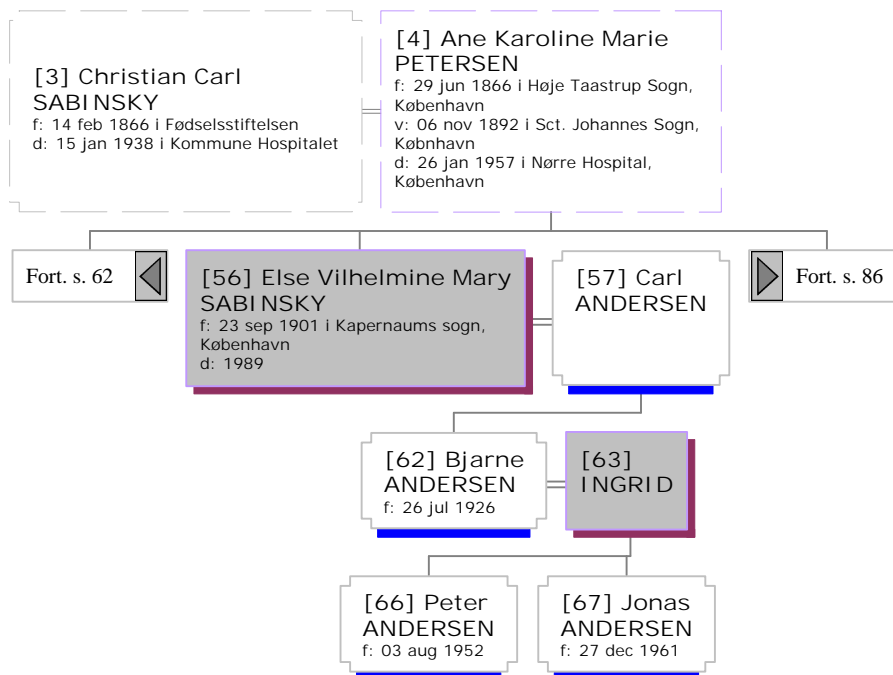 [3] Christian Carl
SABINSKY
f: 14 feb 1866 i Fødselsstiftelsen
d: 15 jan 1938 i Kommune Hospitalet
[4] Ane Karoline Marie
PETERSEN
f: 29 jun 1866 i Høje Taastrup Sogn,
København
v: 06 nov 1892 i Sct. Johannes Sogn,
Købnhavn
d: 26 jan 1957 i Nørre Hospital,
København
Fort. s. 62
[56] Else Vilhelmine Mary
SABINSKY
f: 23 sep 1901 i Kapernaums sogn,
København
d: 1989
[57] Carl
ANDERSEN
Fort. s. 86
[62] Bjarne
ANDERSEN
f: 26 jul 1926
[63]
INGRID
[66] Peter
ANDERSEN
f: 03 aug 1952
[67] Jonas
ANDERSEN
f: 27 dec 1961